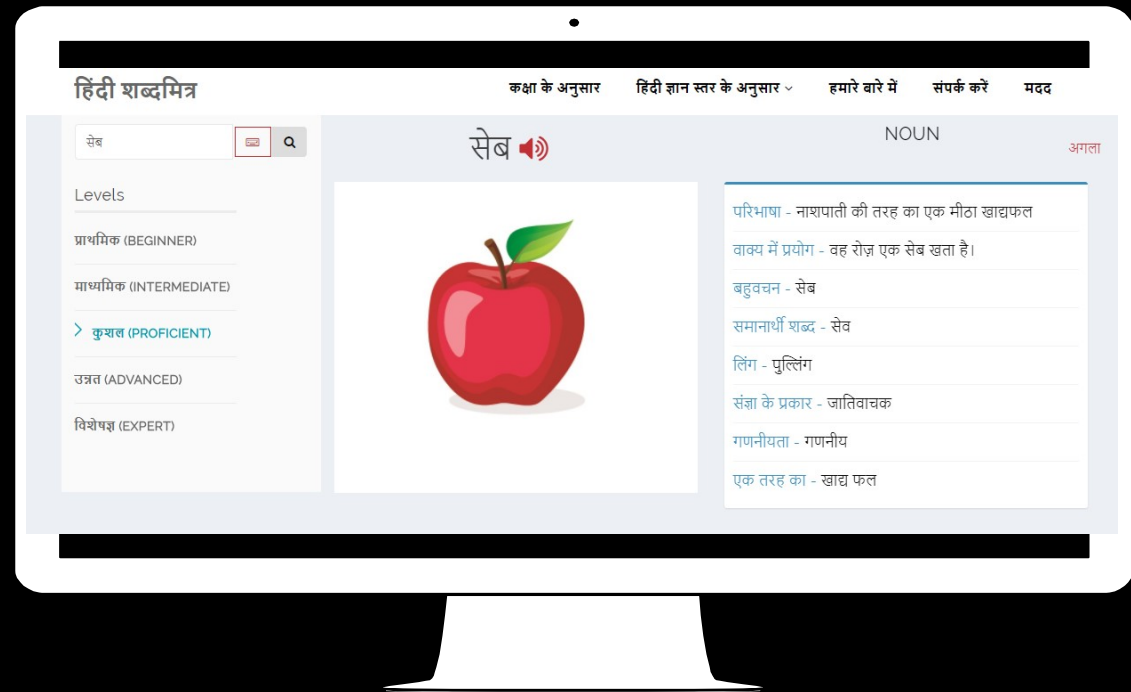 हिंदी शब्दमित्र
कक्षा के अनुसार हिंदी ज्ञान स्तर के अनुसार हमारे बारे में संपर्क करें मदद
सेब
Levels
प्राथमिक (BEGINNER)
माध्यमिक (INTERMEDIATE)
कुशल (PROFICIENT)
उन्नत (ADVANCED)
विशेषज्ञ (EXPERT)
सेब
NOUN
अगला
परिभाषा - नाशपाती की तरह का एक मीठा खाद्यफल
वाक्य में प्रयोग - वह रोज़ एक सेब खता है।
बहुवचन - सेब
समानार्थी शब्द - सेव
लिंग - पुल्लिंग
संज्ञा के प्रकार - जातिवाचक
गणनीयता - गणनीय
एक तरह का - खाद्य फल